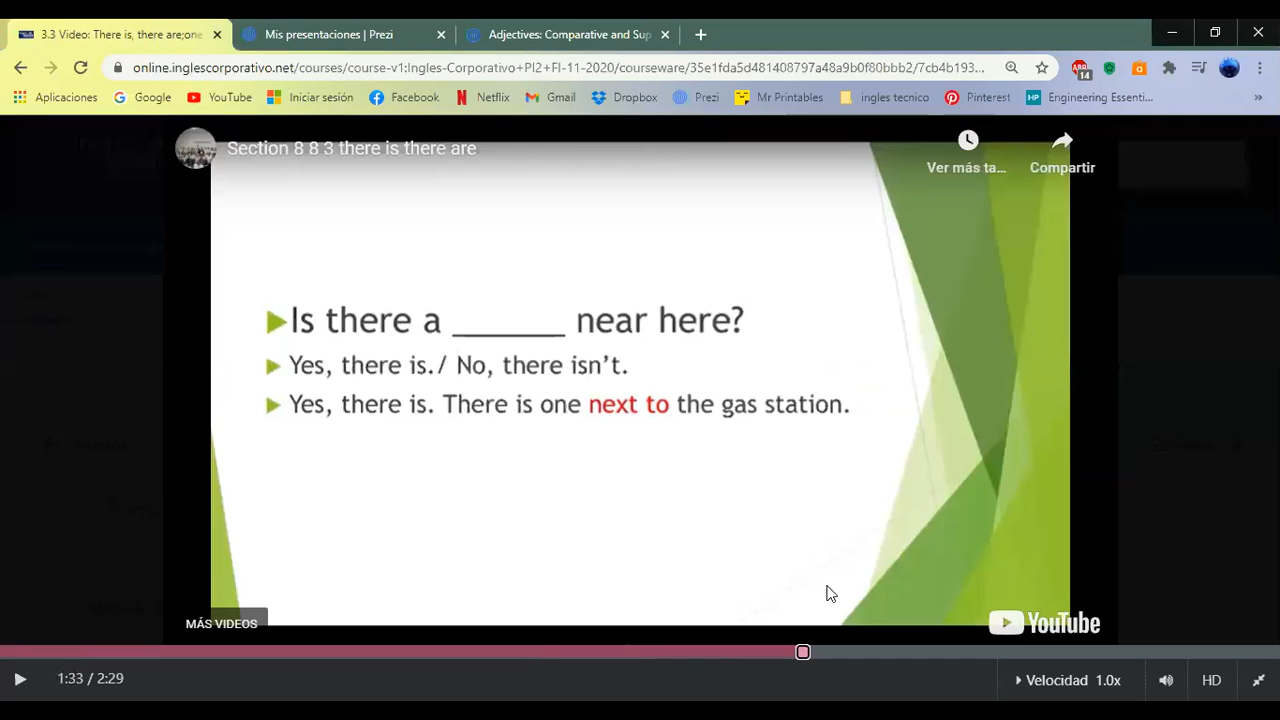 3.3 Video: There is, there are;one
Mis presentaciones | Prezi
Adjectives: Comparative and Sup
online.inglescorporativo.net/courses/course-v1:Ingles-Corporativo+PI2+FI-11-2020/courseware/35e1fda5d481408797a48a9b0f80bbb2/7cb4b193...
ABP
14
Aplicaciones
Google
YouTube
Iniciar sesión
Facebook
Netflix
Gmail
Dropbox
Prezi
Mr Printables
ingles tecnico
Pinterest
HP
Engineering Essenti...
Section 8 8 3 there is there are
Ver más ta...
Compartir
Is there a ______ near here?
Yes, there is./ No, there isn't.
Yes, there is. There is one next to the gas station.
MÁS VIDEOS
YouTube
1:33 / 2:29
Velocidad 1.0x
HD